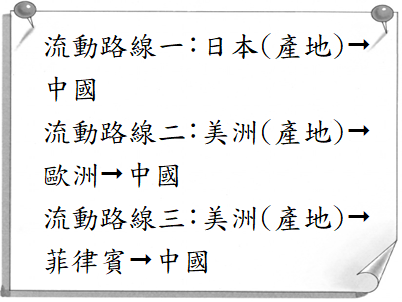 流動路線一：日本(產地)➞
中國
流動路線二：美洲(產地)➞
歐洲➞中國
流動路線三：美洲(產地)➞
菲律賓➞中國